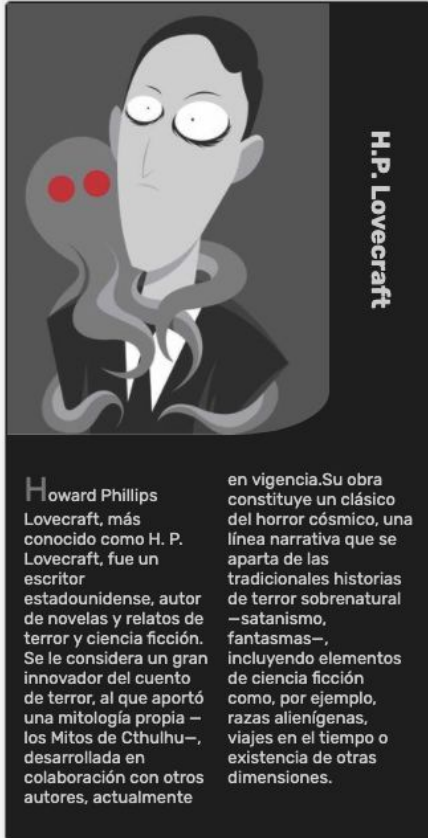 H.P. Lovecraft
Howard Phillips
Lovecraft, más
conocido como H. P.
Lovecraft, fue un
escritor
estadounidense, autor
de novelas y relatos de
terror y ciencia ficción.
Se le considera un gran
innovador del cuento
de terror, al que aportó
una mitología propia —
los Mitos de Cthulhu—,
desarrollada en
colaboración con otros
autores, actualmente
en vigencia.Su obra
constituye un clásico
del horror cósmico, una
línea narrativa que se
aparta de las
tradicionales historias
de terror sobrenatural
—satanismo,
fantasmas—,
incluyendo elementos
de ciencia ficción
como, por ejemplo,
razas alienígenas,
viajes en el tiempo o
existencia de otras
dimensiones.